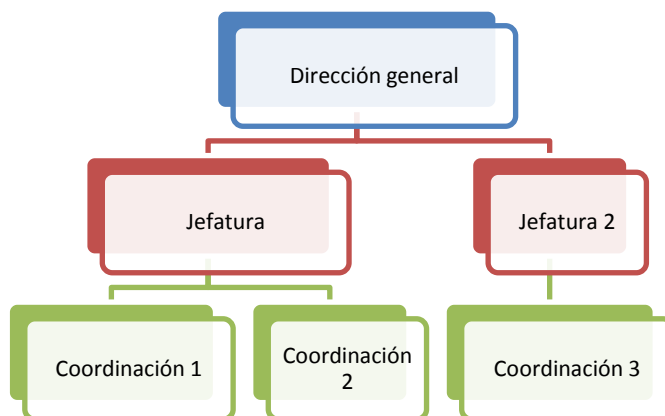 Dirección general
Jefatura
Jefatura 2
Coordinación 1
Coordinación
2
Coordinación 3